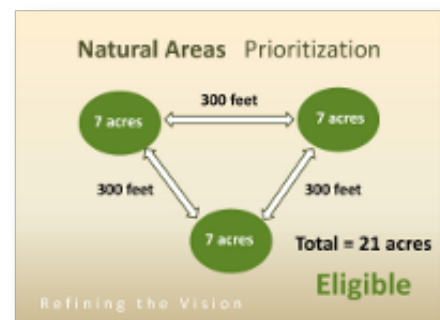 Natural Areas Prioritization
300 feet
7 acres
7 acres
300 feet
300 feet
7 acres
Total = 21 acres
Eligible
Refining the Vision